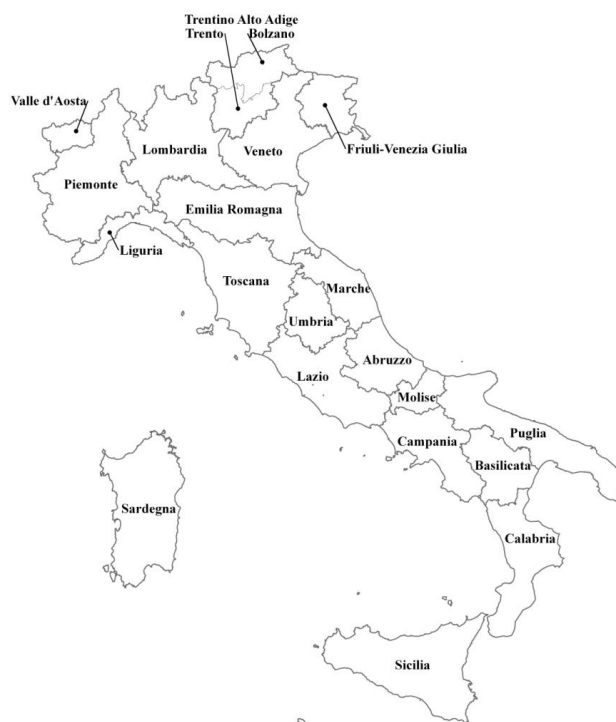 Trentino Alto Adige
Trento Bolzano
Valle d'Aosta
Lombardia
Veneto
Friuli-Venezia Giulia
Piemonte
Emilia Romagna
Liguria
Toscana
Marche
Umbria
Abruzzo
Lazio
Molise
Campania
Puglia
Basilicata
Sardegna
Calabria
Sicilia